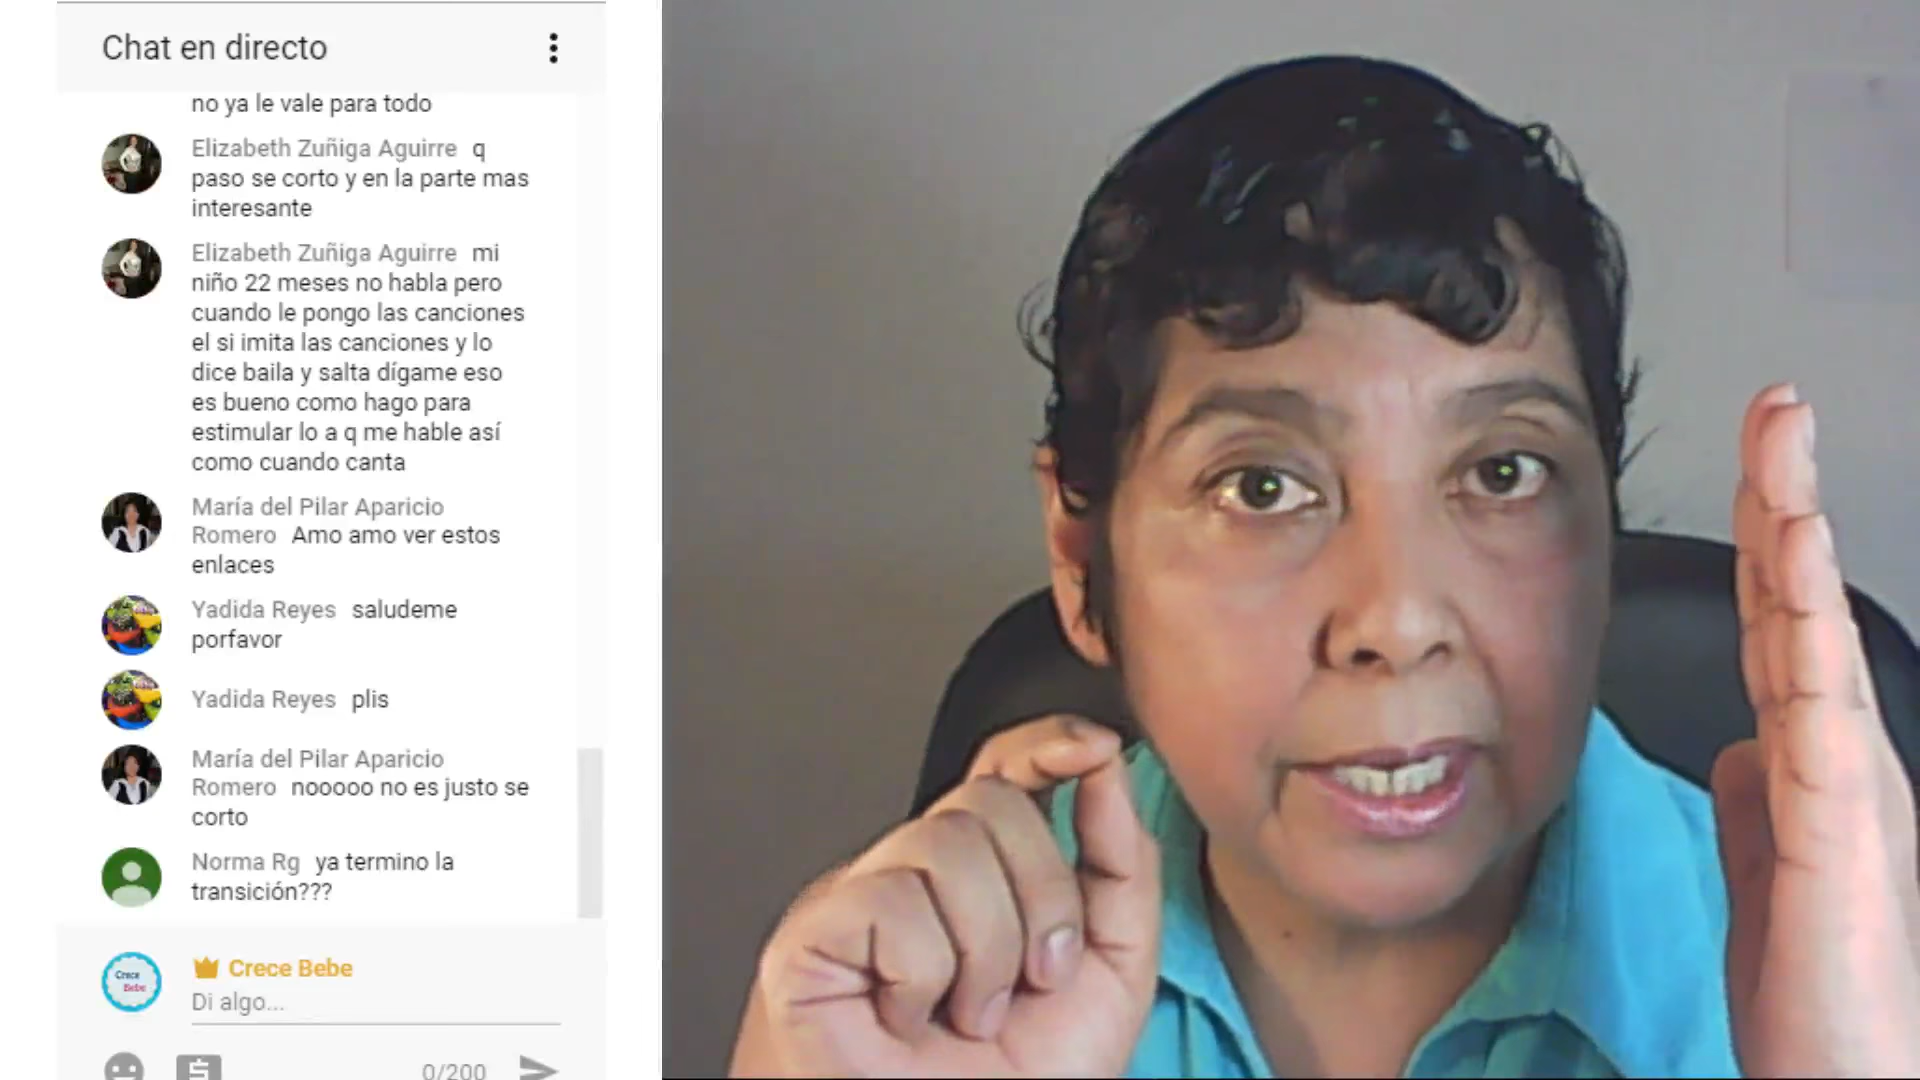 Chat en directo
no ya le vale para todo
Elizabeth Zuñiga Aguirre q
paso se corto y en la parte mas
interesante
Elizabeth Zuñiga Aguirre mi
niño 22 meses no habla pero
cuando le pongo las canciones
el si imita las canciones y lo
dice baila y salta dígame eso
es bueno como hago para
estimular lo a q me hable así
como cuando canta
María del Pilar Aparicio
Romero Amo amo ver estos
enlaces
Yadida Reyes saludeme
porfavor
Yadida Reyes plis
María del Pilar Aparicio
Romero nooooo no es justo se
corto
Norma Rg ya termino la
transición???
Crece
Bebe
Crece Bebe
Di algo...
0/200